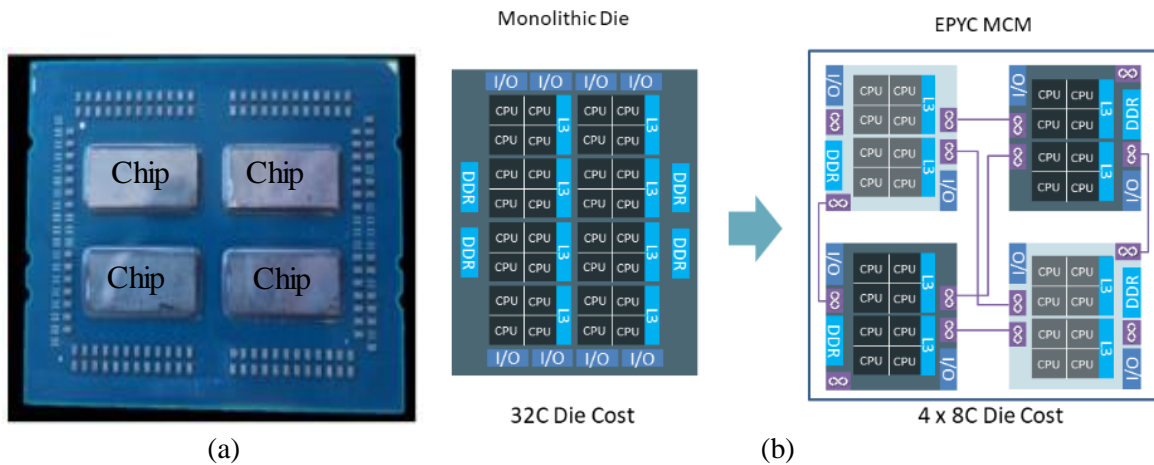 Chip Chip
Chip Chip
(a)
Monolithic Die
I/O I/O I/O I/O
CPU CPU L3 CPU CPU L3
CPU CPU CPU CPU
DDR CPU CPU L3 CPU CPU L3 DDR
CPU CPU CPU CPU
DDR CPU CPU L3 CPU CPU L3 DDR
CPU CPU CPU CPU
CPU CPU L3 CPU CPU L3
CPU CPU CPU CPU
I/O I/O I/O I/O
32C Die Cost
EPYC MCM
I/O CPU CPU L3
CPU CPU
DDR CPU CPU L3
CPU CPU I/O
I/O CPU CPU L3 DDR
CPU CPU
CPU CPU L3 I/O
CPU CPU
I/O CPU CPU L3
CPU CPU
DDR CPU CPU L3
CPU CPU I/O
I/O CPU CPU L3 DDR
CPU CPU
CPU CPU L3 I/O
CPU CPU
4 x 8C Die Cost
(b)